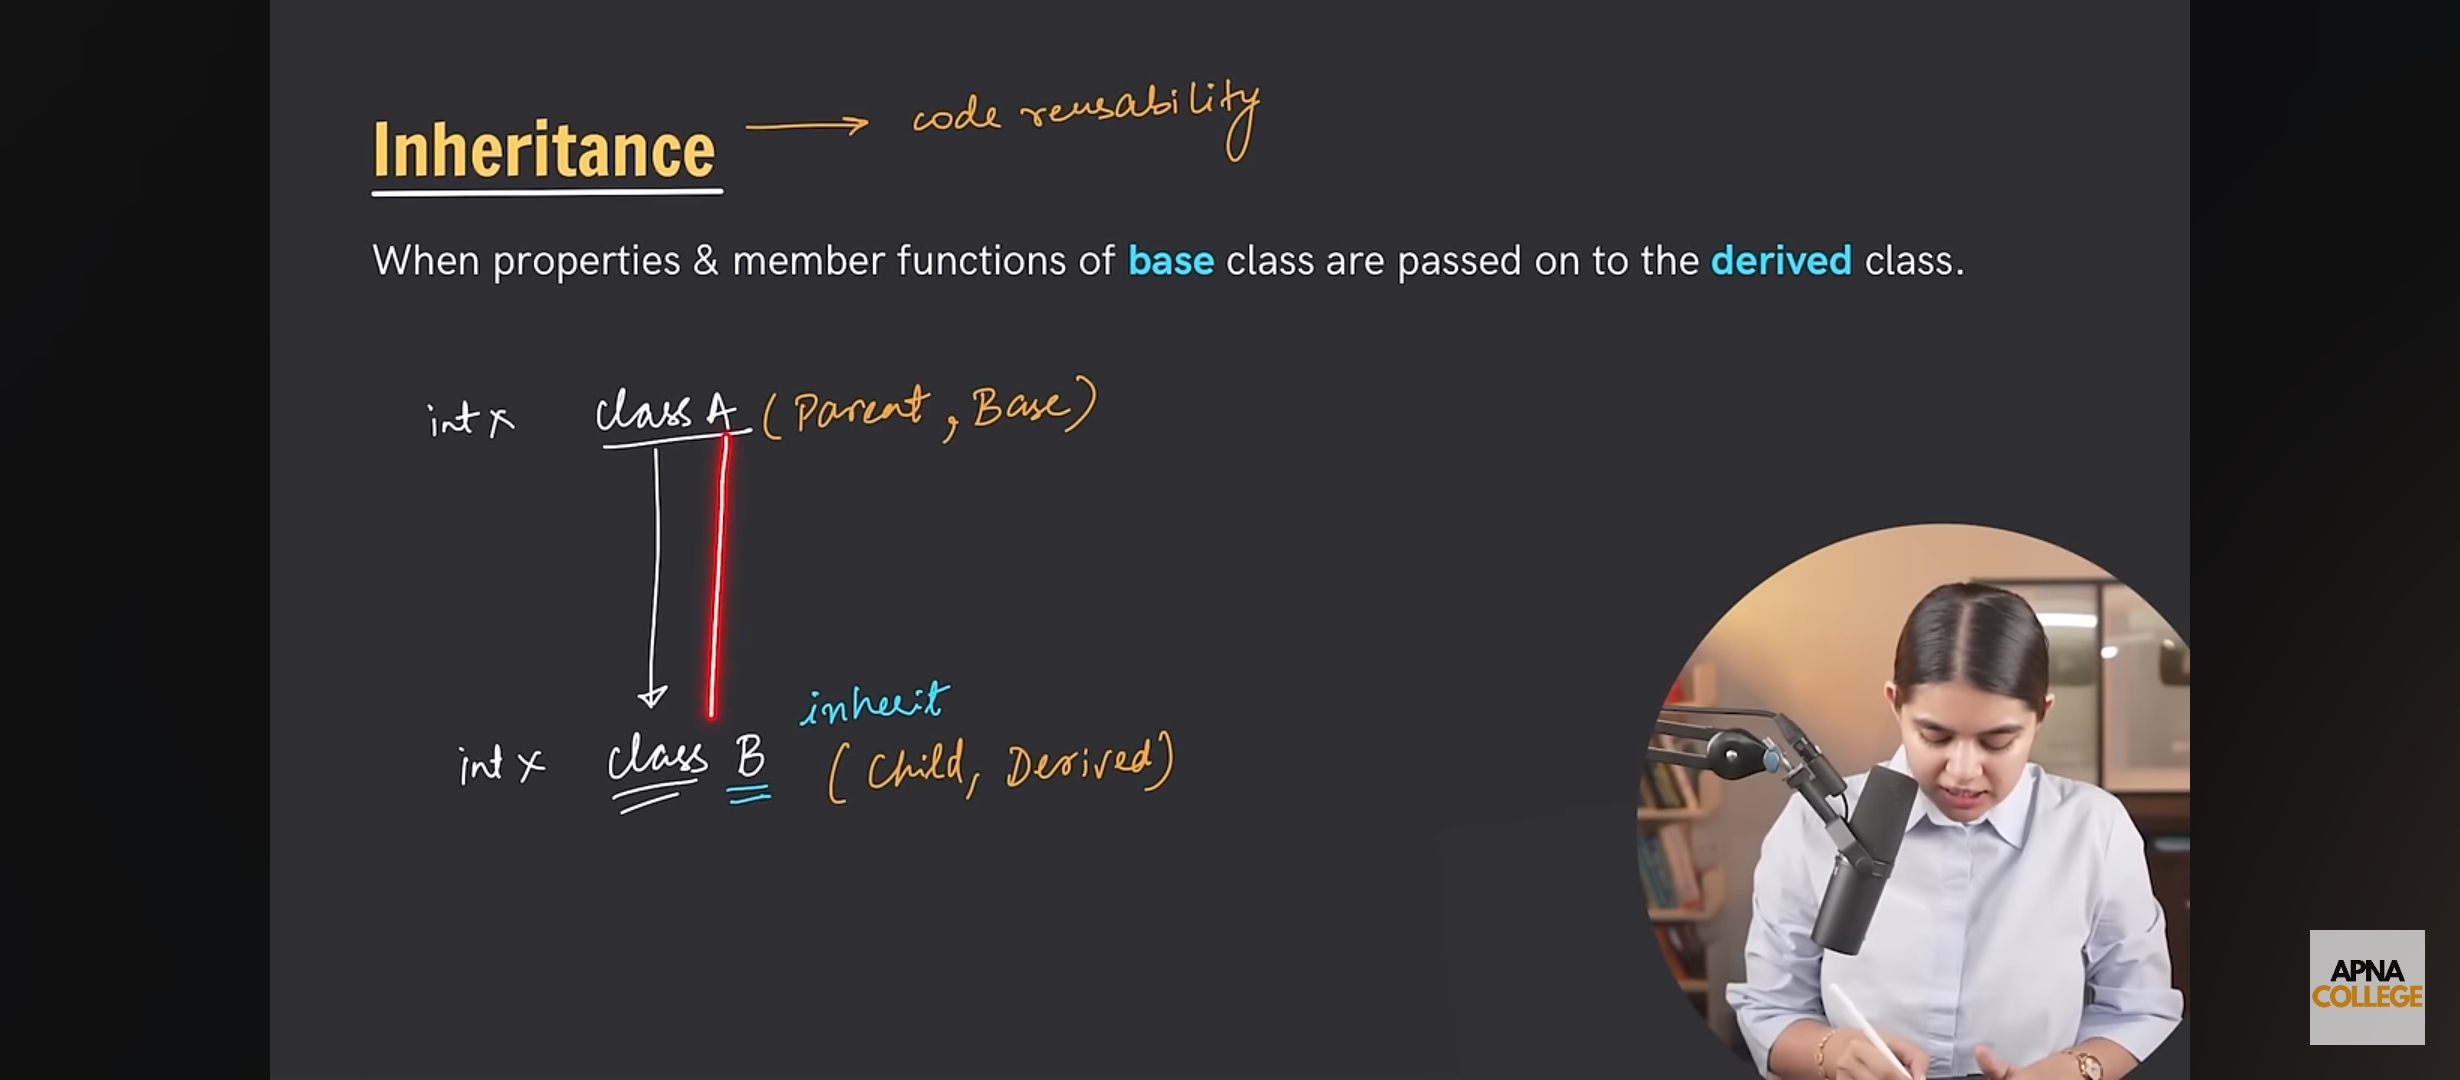 Inheritance → code reusability
When properties & member functions of base class are passed on to the derived class.
int x class A (Parent, Base)
inherit
int x class B (Child, Derived)
APNA
COLLEGE